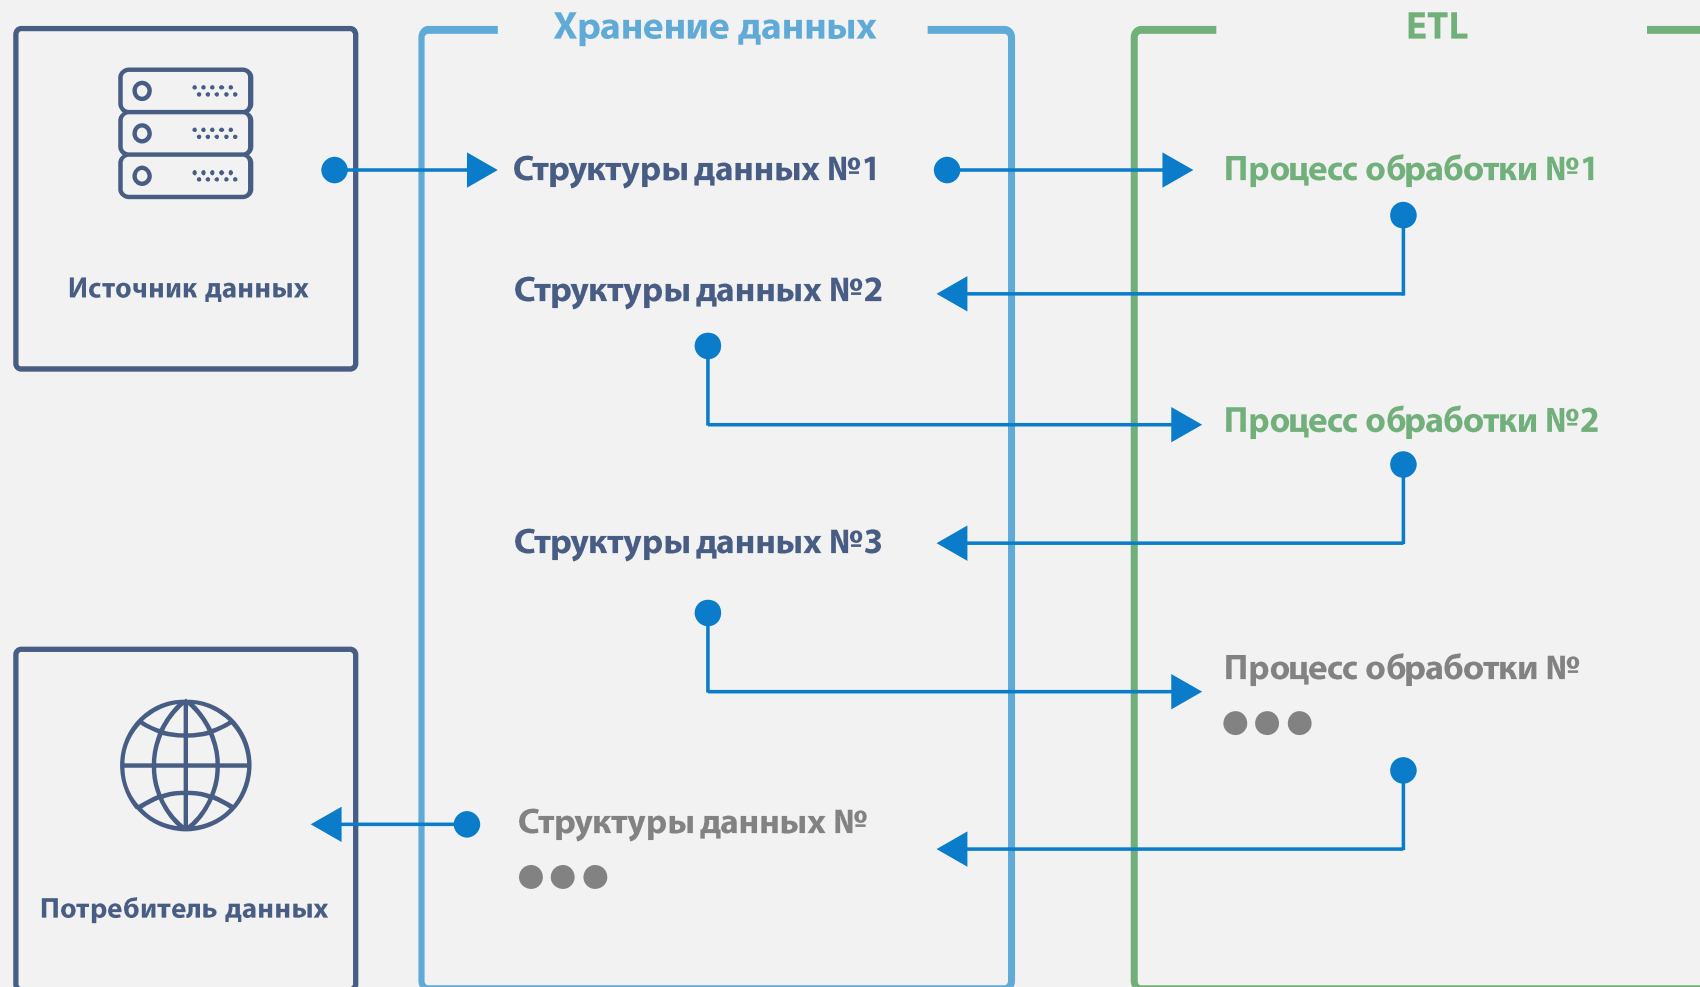 Хранение данных
ETL
Структуры данных №1
Процесс обработки №1
Источник данных
Структуры данных №2
Процесс обработки №2
Структуры данных №3
Процесс обработки №
Структуры данных №
Потребитель данных